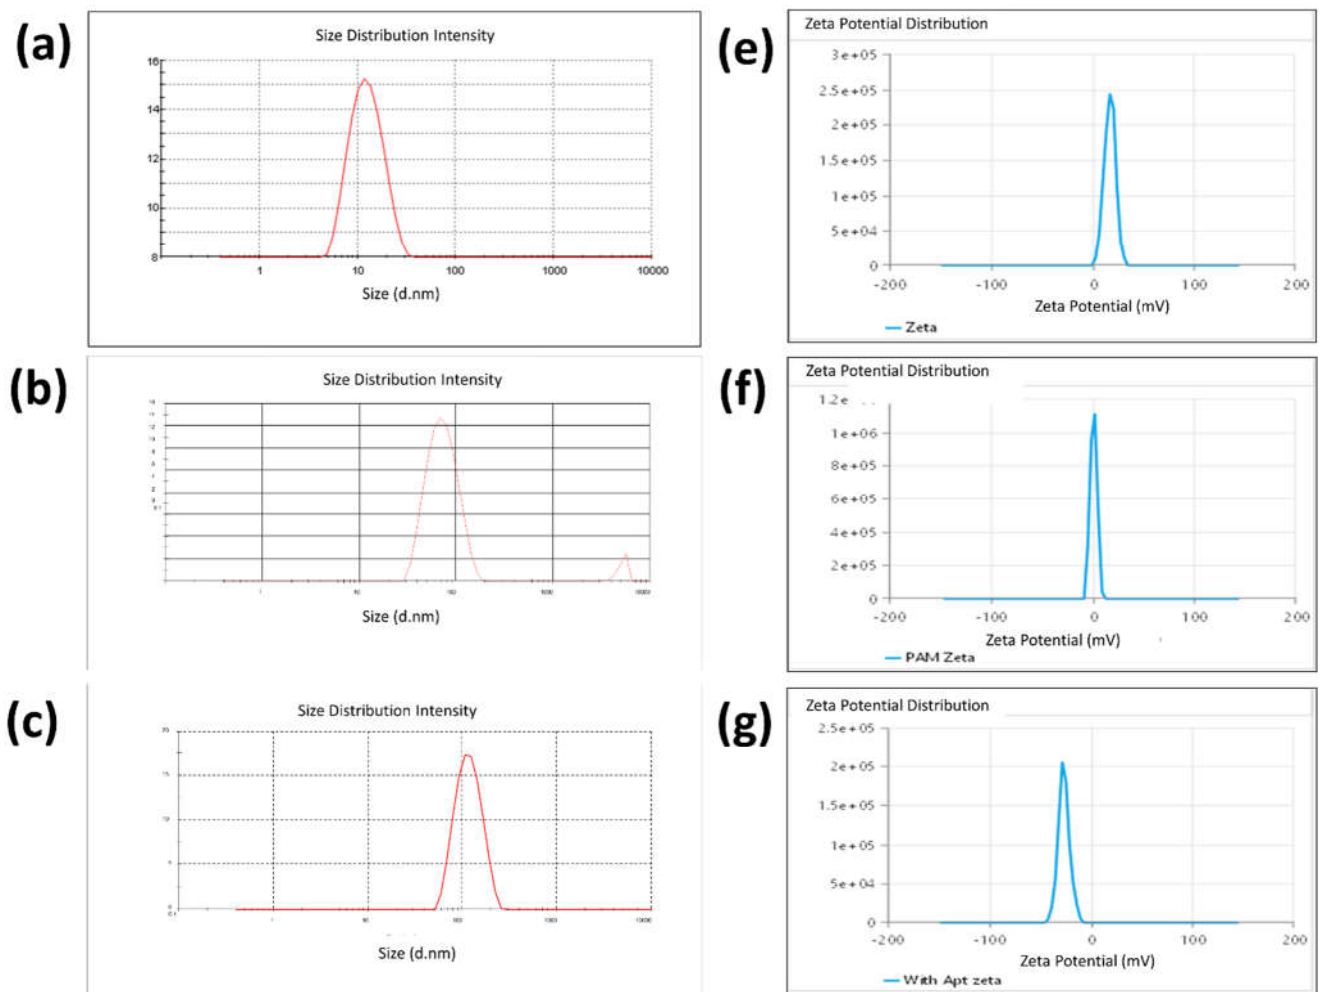 (a)
Size Distribution Intensity
16
14
12
10
8
1
10
100
1000
10000
Size (d.nm)
(b)
Size Distribution Intensity
Size (d.nm)
(c)
Size Distribution Intensity
20
15
10
Size (d.nm)
(e)
Zeta Potential Distribution
3e+05
2.5e+05
2e+05
1.5e+05
1e+05
5e+04
0
-200
-100
0
100
200
Zeta Potential (mV)
Zeta
(f)
Zeta Potential Distribution
1e+06
8e+05
6e+05
4e+05
2e+05
0
-200
-100
0
100
200
Zeta Potential (mV)
PAM Zeta
(g)
Zeta Potential Distribution
2.5e+05
2e+05
1.5e+05
1e+05
5e+04
0
-200
-100
0
100
200
Zeta Potential (mV)
With Apt zeta